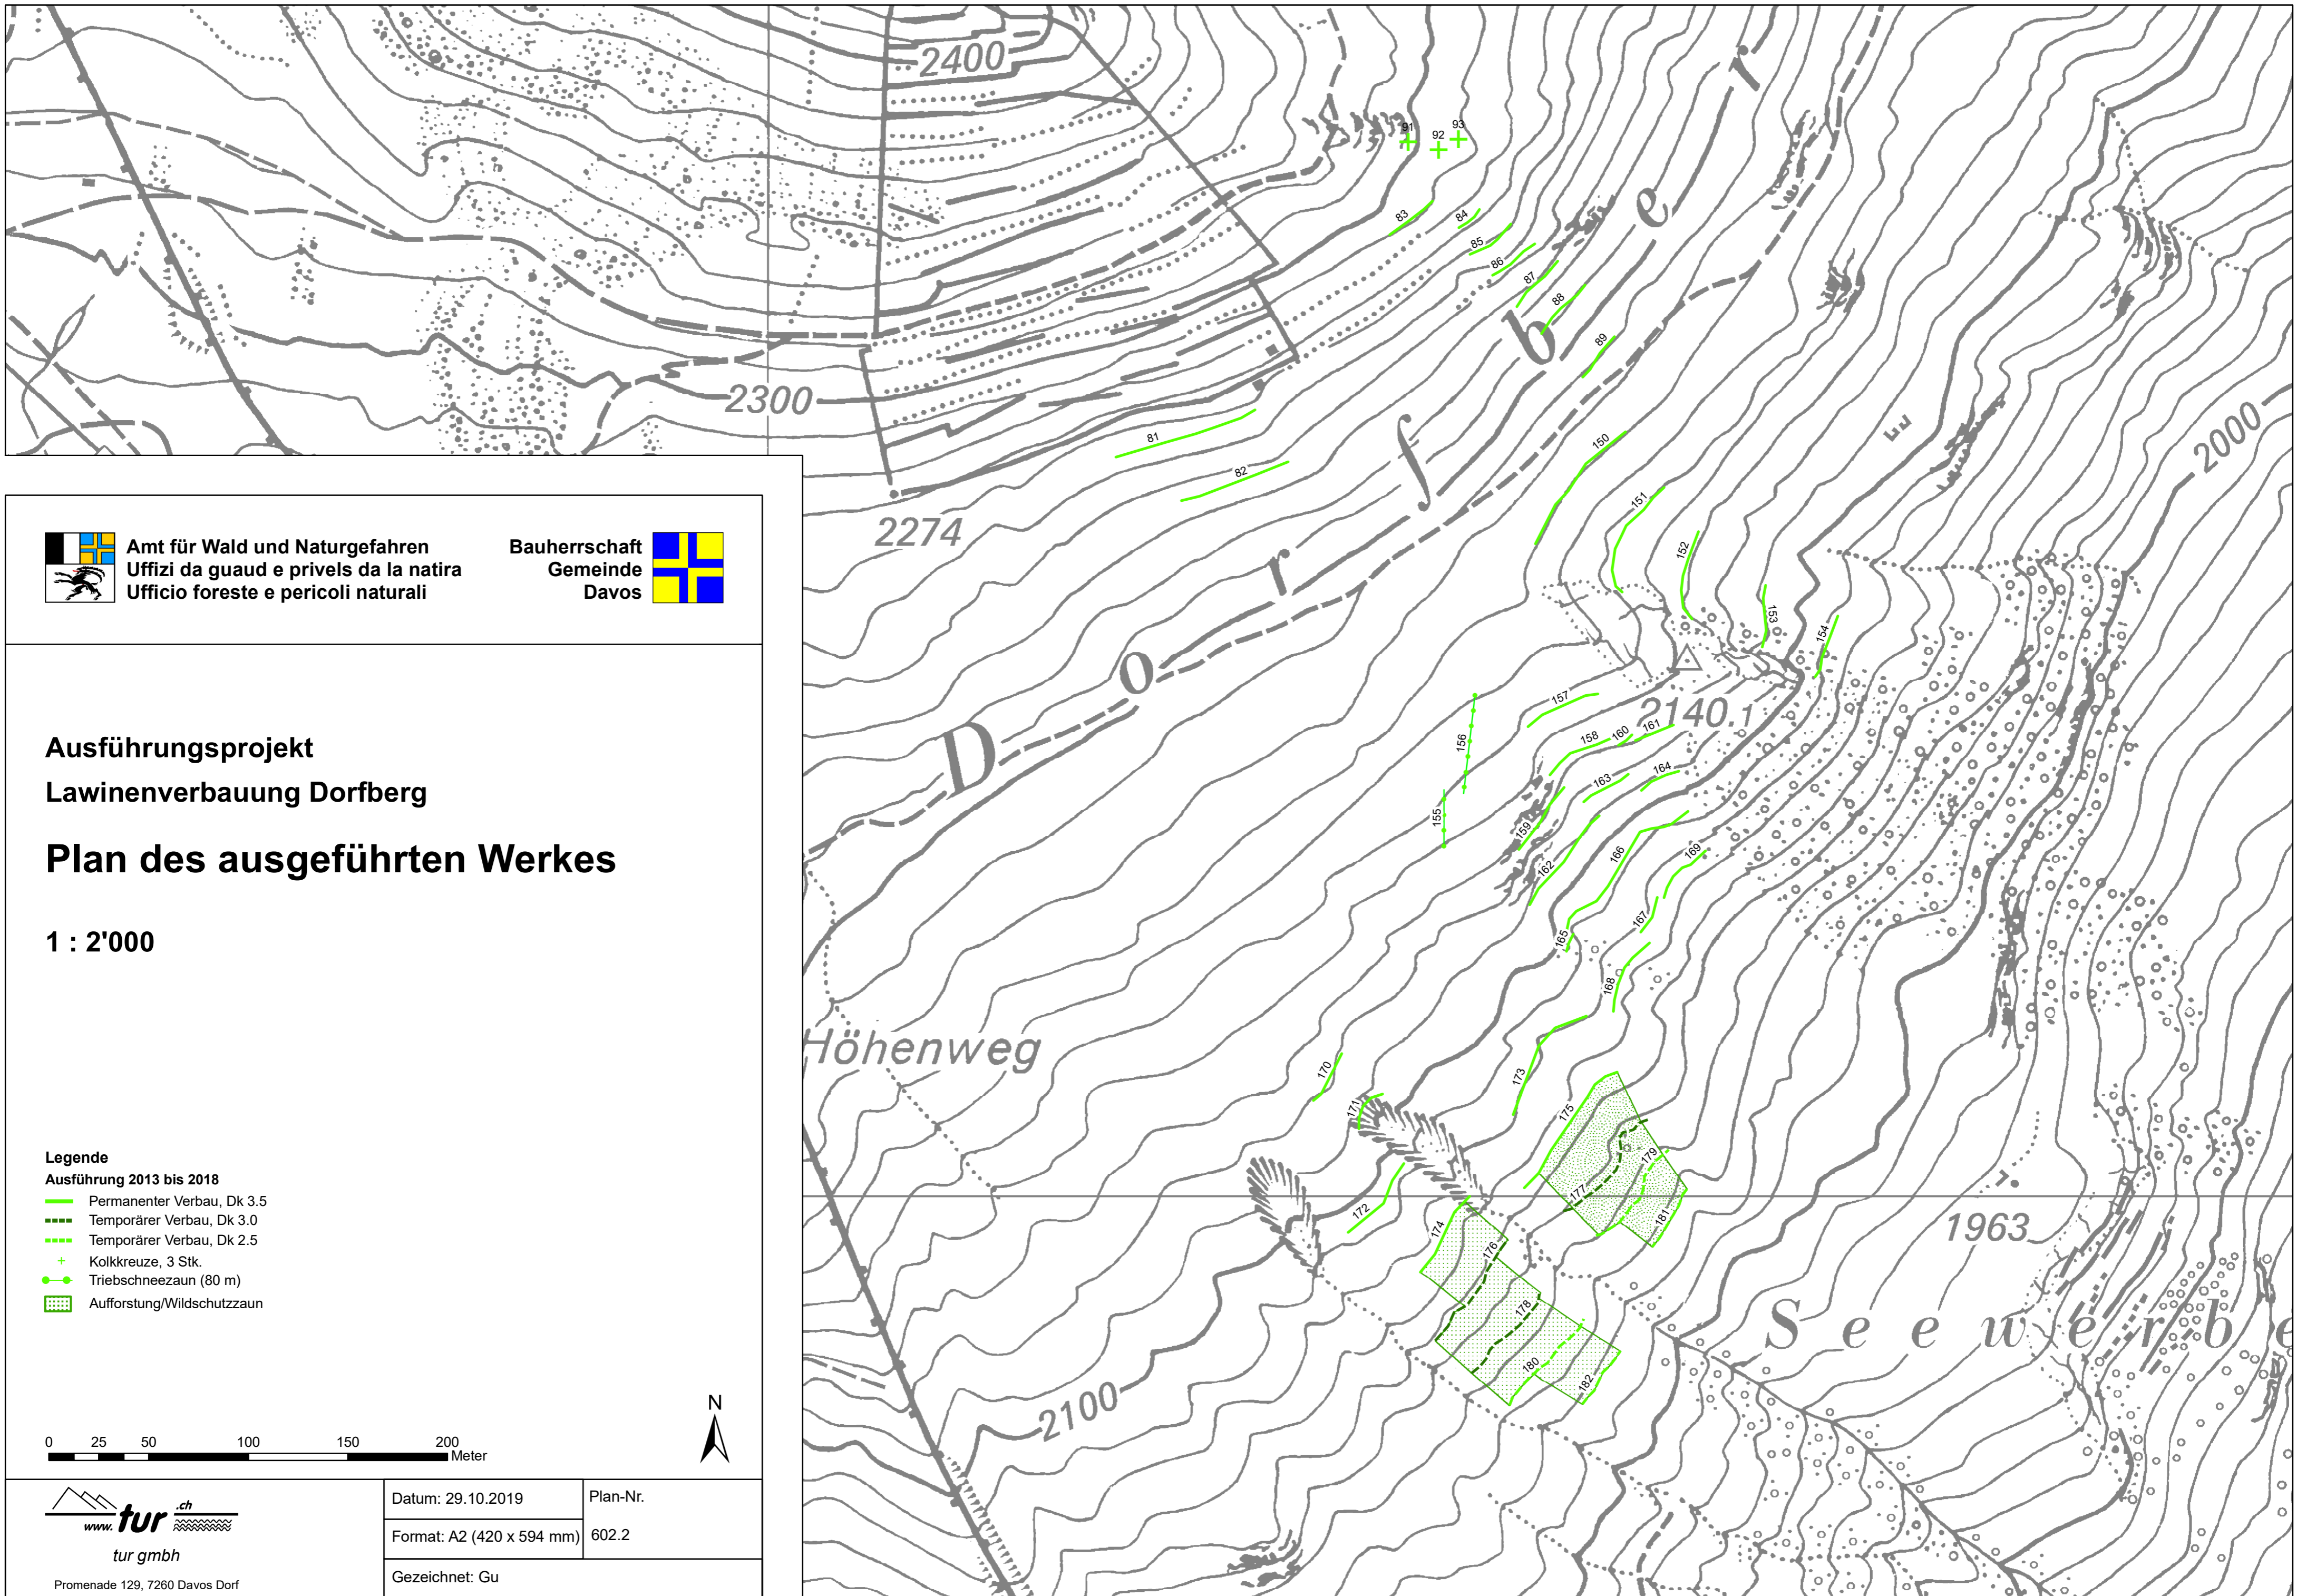 2400
91
92
93
83
84
85
86
87
88
89
2300
81
82
2274
2000
150
151
152
153
154
Dorfberg
2140.1
157
156
155
158
160
161
163
164
159
162
166
169
165
167
168
Höhenweg
170
171
173
175
172
174
177
179
181
176
178
180
182
1963
2100
Seewerbe
Amt für Wald und Naturgefahren
Uffizi da guaud e privels da la natira
Ufficio foreste e pericoli naturali
Bauherrschaft
Gemeinde
Davos
Ausführungsprojekt
Lawinenverbauung Dorfberg
Plan des ausgeführten Werkes
1 : 2'000
Legende
Ausführung 2013 bis 2018
Permanenter Verbau, Dk 3.5
Temporärer Verbau, Dk 3.0
Temporärer Verbau, Dk 2.5
Kolkkreuze, 3 Stk.
Triebschneezaun (80 m)
Aufforstung/Wildschutzzaun
N
0 25 50 100 150 200
Meter
www.tur.ch
tur gmbh
Promenade 129, 7260 Davos Dorf
Datum: 29.10.2019
Format: A2 (420 x 594 mm)
Gezeichnet: Gu
Plan-Nr.
602.2